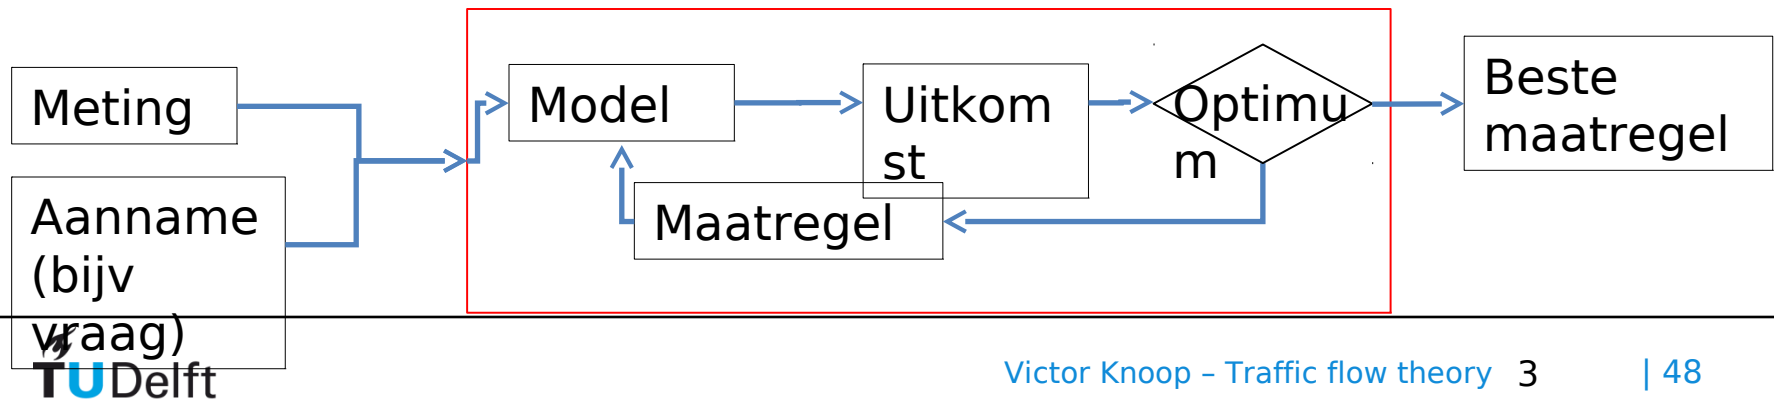 Meting
Aanname
(bijv
vraag)
Model
Uitkom
st
Optimu
m
Maatregel
Beste
maatregel
TUDelft
Victor Knoop – Traffic flow theory 3 | 48